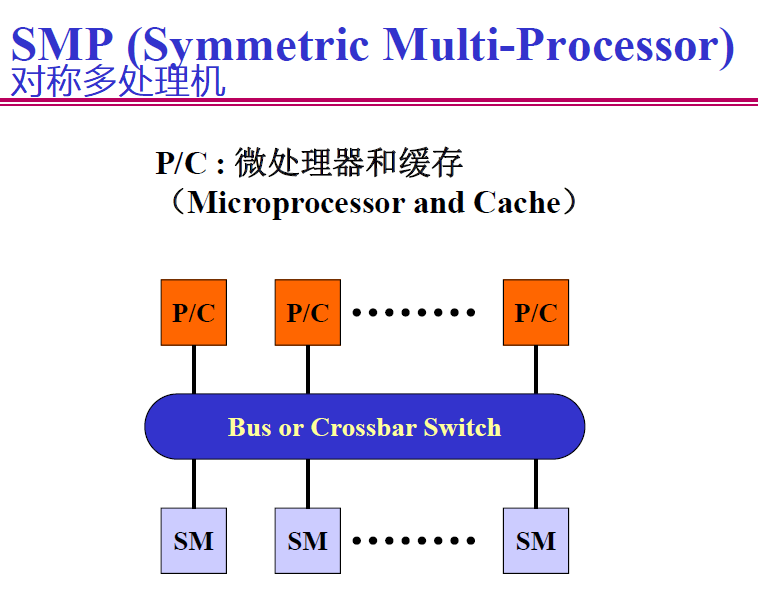 SMP (Symmetric Multi-Processor)
对称多处理机
P/C : 微处理器和缓存
（Microprocessor and Cache）
P/C P/C P/C
Bus or Crossbar Switch
SM SM SM